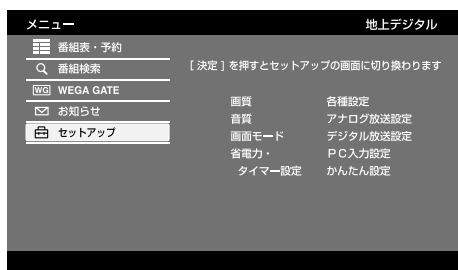 メニュー 地上デジタル
番組表・予約
番組検索
WG WEGA GATE
お知らせ
セットアップ
[ 決定 ] を押すとセットアップの画面に切り換わります
画質 各種設定
音質 アナログ放送設定
画面モード デジタル放送設定
省電力・ PC入力設定
タイマー設定 かんたん設定